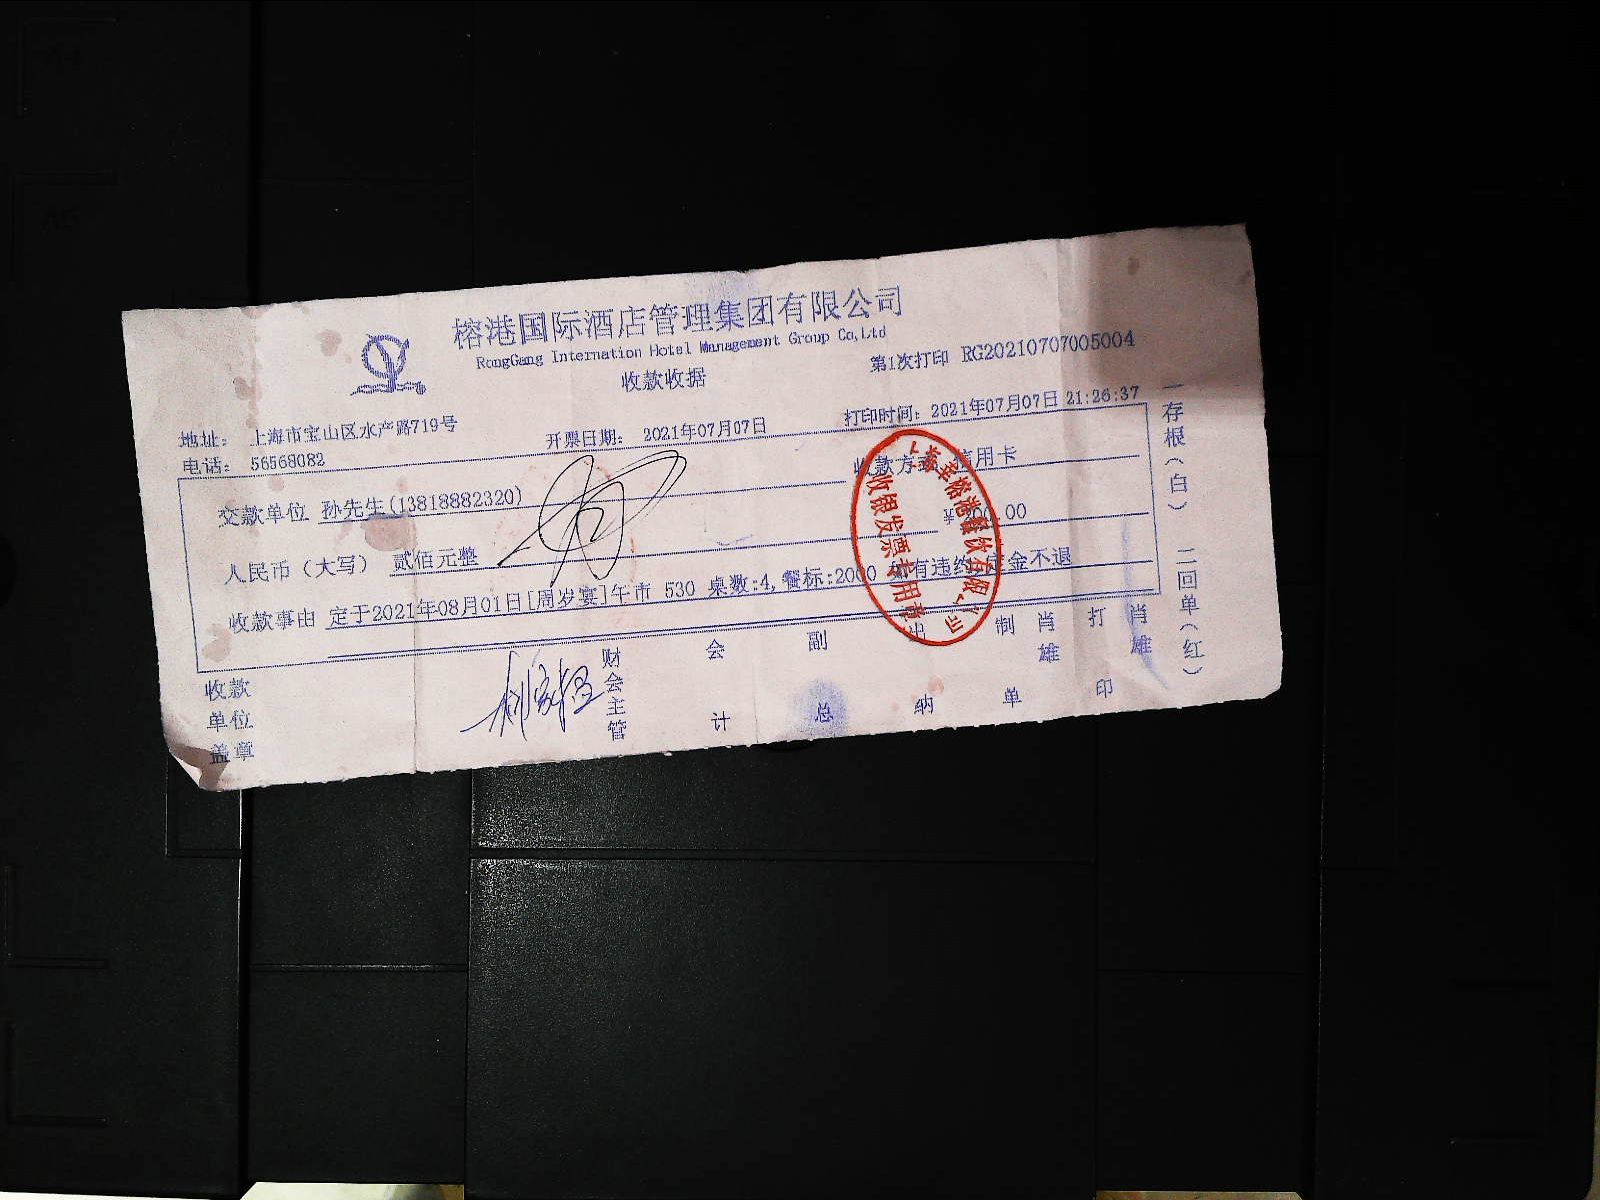 榕港国际酒店管理集团有限公司
RongGang Internation Hotel Management Group Co,Ltd
收款收据
第1次打印 RG20210707005004
地址: 上海市宝山区水产路719号
电话: 56568082
开票日期: 2021年07月07日
打印时间: 2021年07月07日 21:26:37
交款单位 孙先生(13818882320)
收款方式 信用卡
人民币（大写） 贰佰元整
¥200.00
收款事由 定于2021年08月01日[周岁宴]午市 530 桌数:4,餐标:2000 如有违约定金不退
收款单位盖章
财会主管
会计
副总
出纳
制单
肖雄
打印
肖雄
一存根（白） 二回单（红）
收银发票专用章